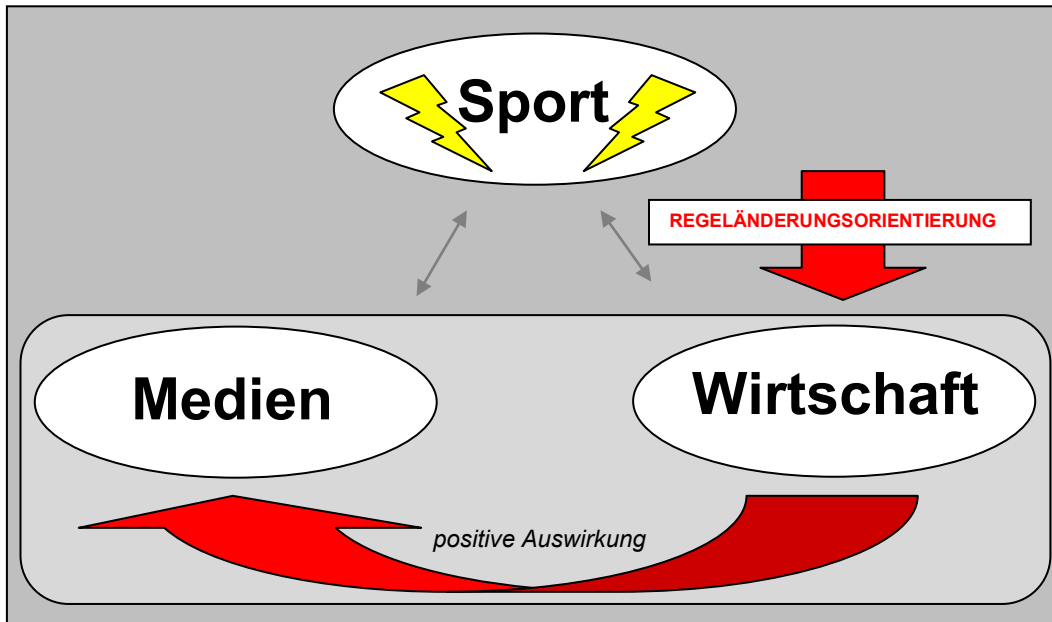 Sport
REGELÄNDERUNGSORIENTIERUNG
Medien
Wirtschaft
positive Auswirkung